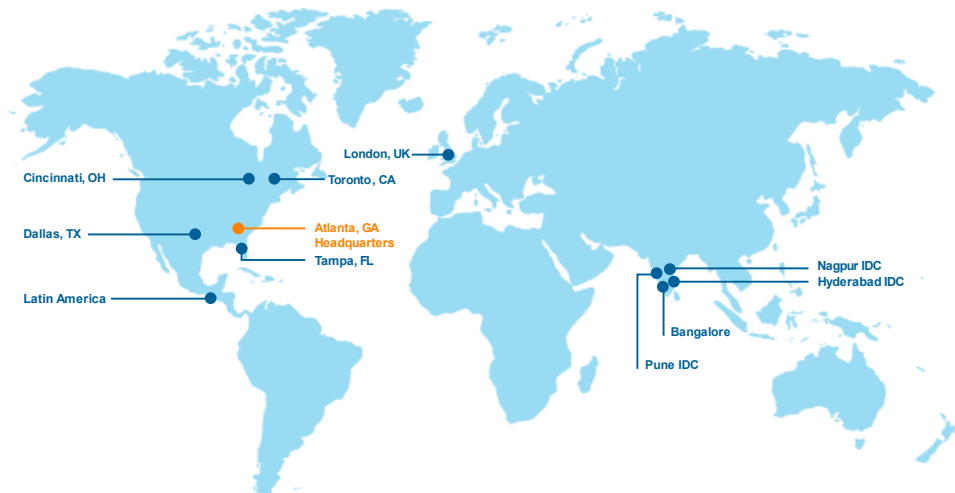 London, UK
Cincinnati, OH
Toronto, CA
Dallas, TX
Atlanta, GA
Headquarters
Tampa, FL
Latin America
Nagpur IDC
Hyderabad IDC
Bangalore
Pune IDC